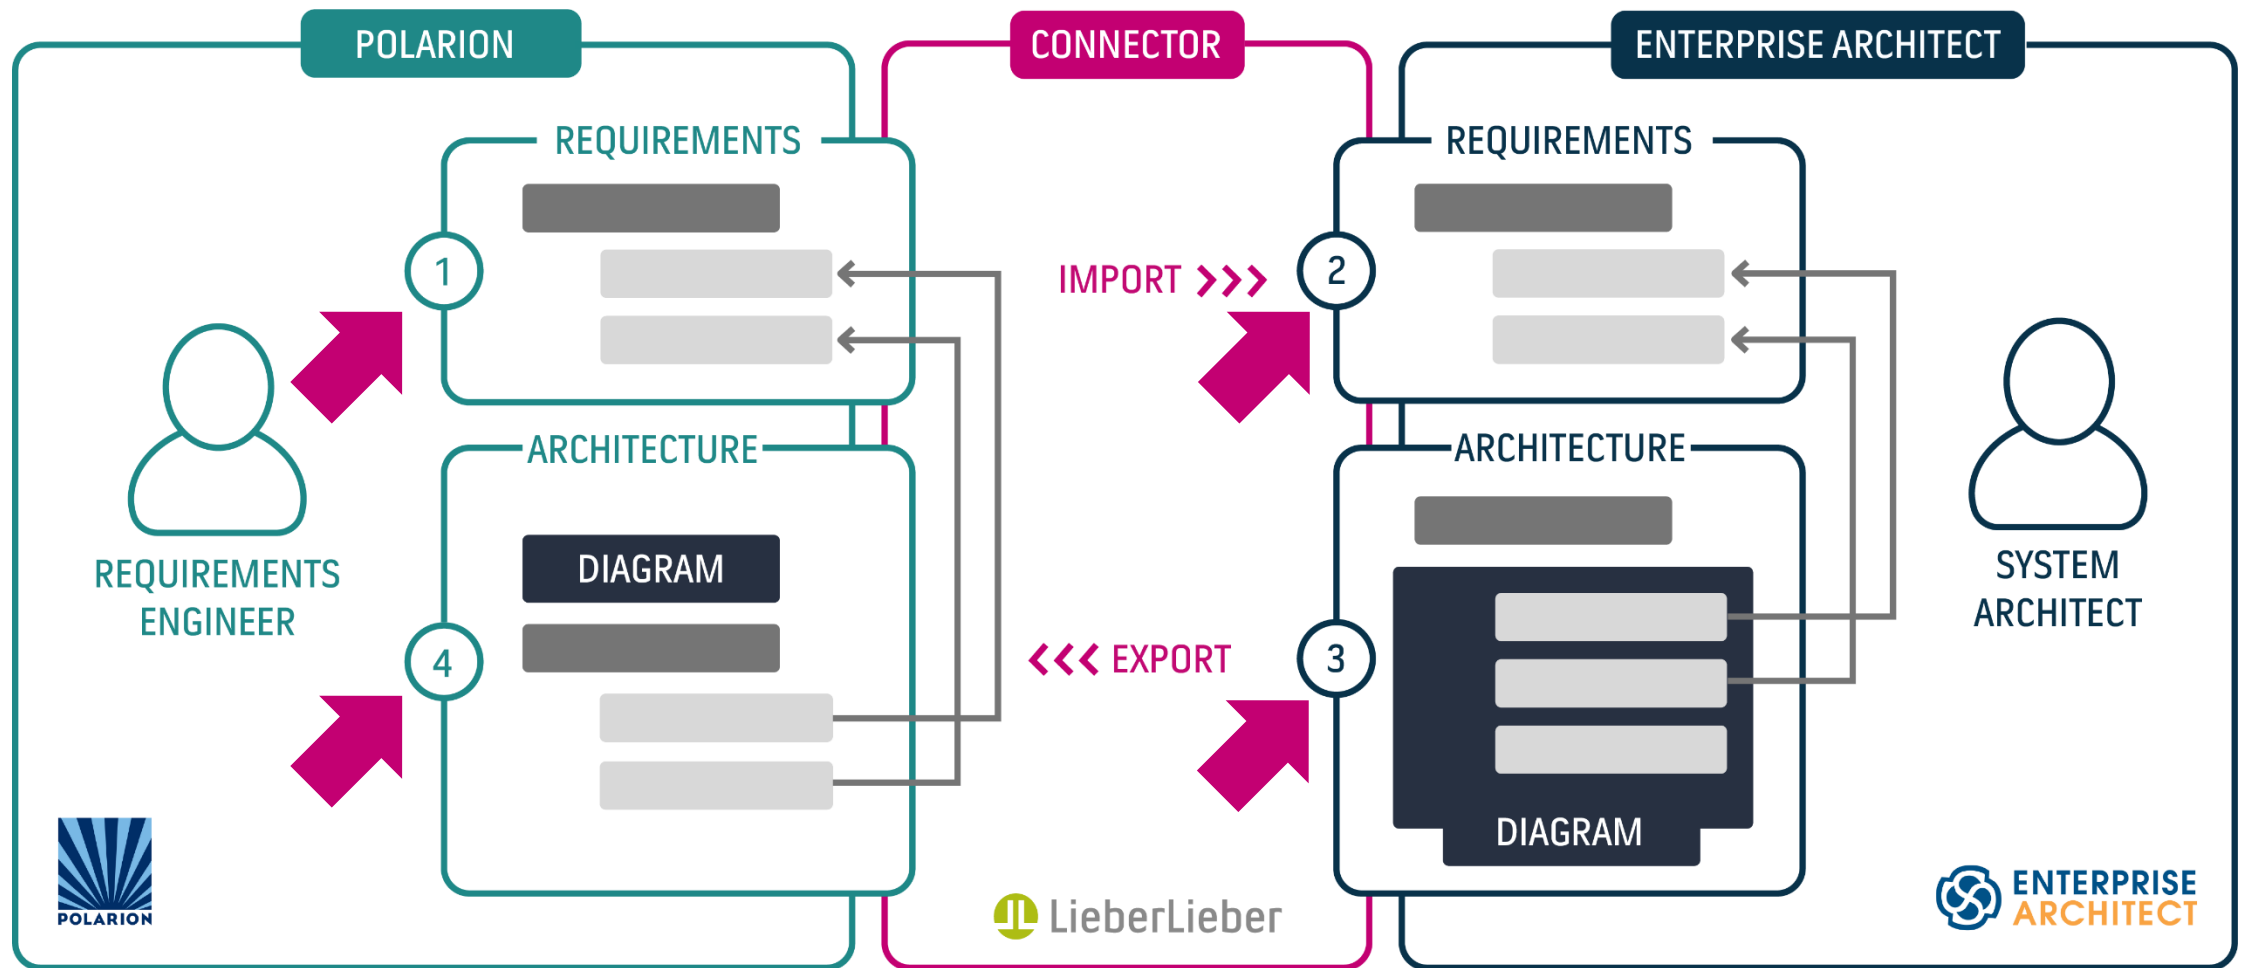 POLARION
CONNECTOR
ENTERPRISE ARCHITECT
REQUIREMENTS
REQUIREMENTS
1
IMPORT
2
ARCHITECTURE
ARCHITECTURE
DIAGRAM
REQUIREMENTS
ENGINEER
SYSTEM
ARCHITECT
4
EXPORT
3
DIAGRAM
POLARION
LieberLieber
ENTERPRISE
ARCHITECT